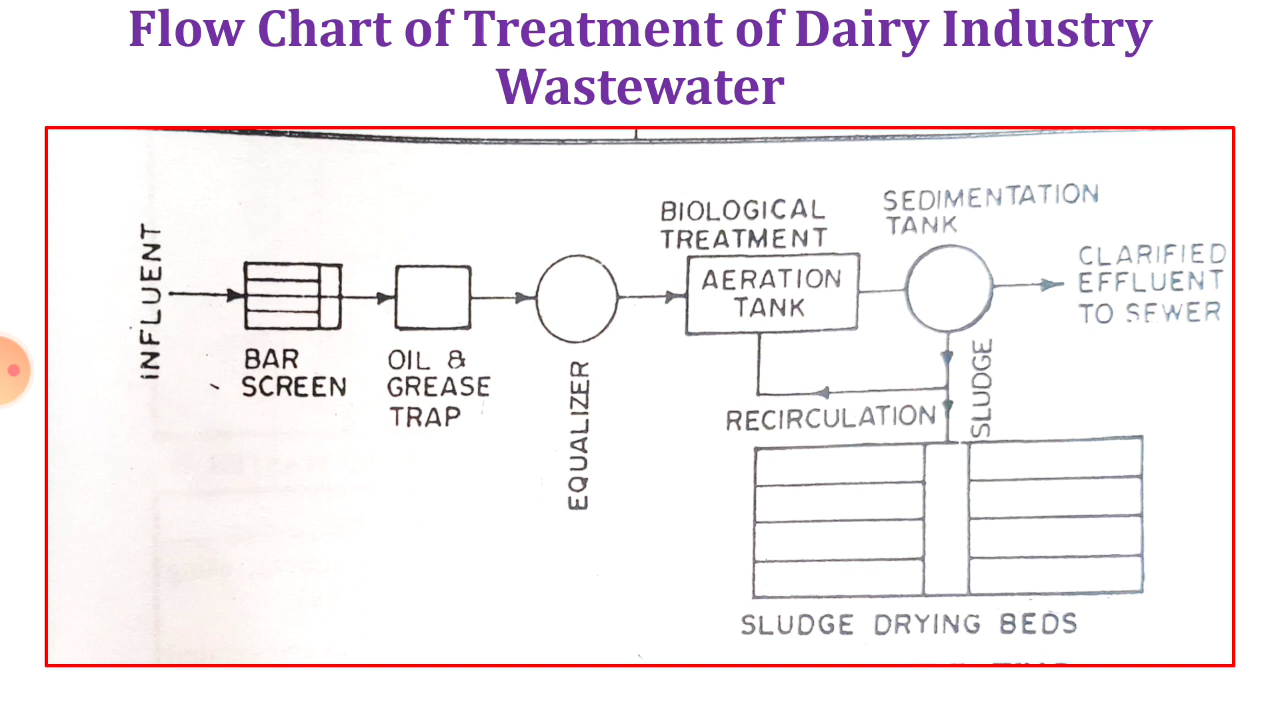 Flow Chart of Treatment of Dairy Industry
Wastewater
INFLUENT
BAR
SCREEN
OIL &
GREASE
TRAP
EQUALIZER
BIOLOGICAL
TREATMENT
AERATION
TANK
SEDIMENTATION
TANK
CLARIFIED
EFFLUENT
TO SEWER
SLUDGE
RECIRCULATION
SLUDGE DRYING BEDS